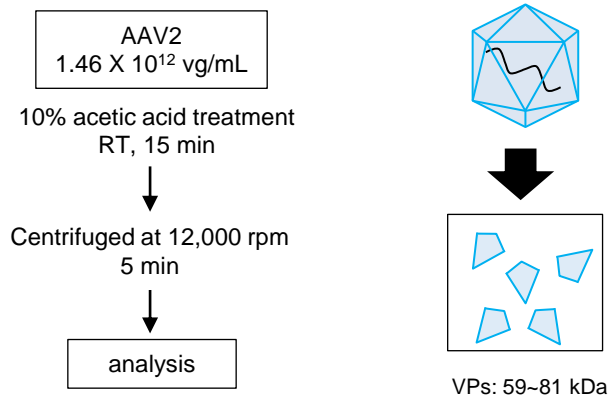 AAV2
1.46 X 10¹² vg/mL
10% acetic acid treatment
RT, 15 min
Centrifuged at 12,000 rpm
5 min
analysis
VPs: 59~81 kDa